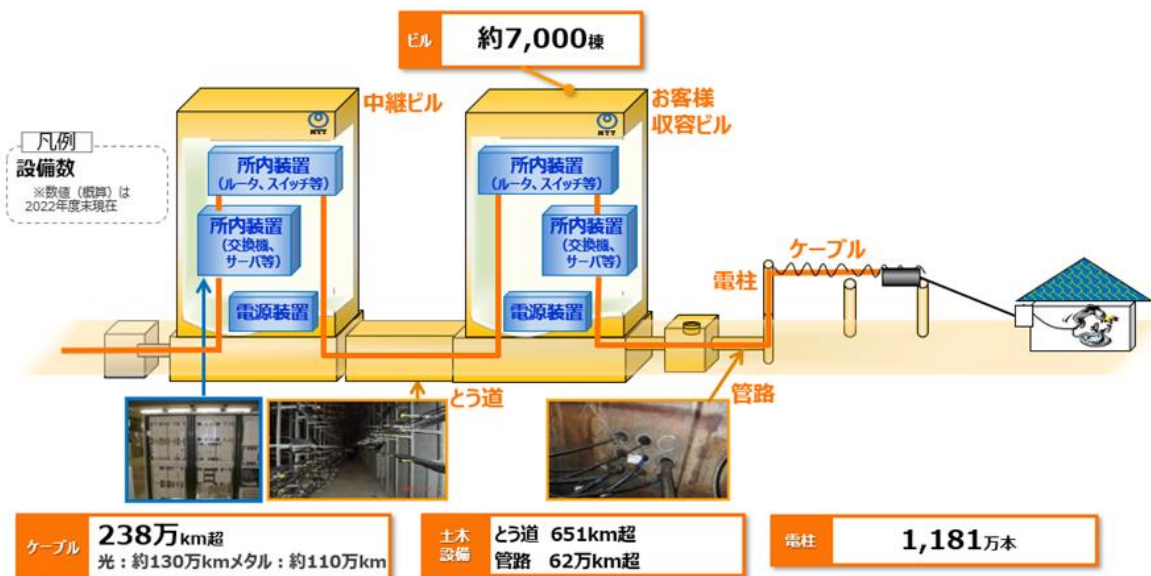 ビル 約7,000棟
中継ビル
お客様
収容ビル
NTT
NTT
凡例
設備数
※数値（概算）は
2022年度末現在
所内装置
(ルータ、スイッチ等)
所内装置
(交換機、
サーバ等)
電源装置
所内装置
(ルータ、スイッチ等)
所内装置
(交換機、
サーバ等)
電源装置
ケーブル
電柱
とう道
管路
ケーブル 238万km超
光：約130万kmメタル：約110万km
土木
設備
とう道 651km超
管路 62万km超
電柱 1,181万本